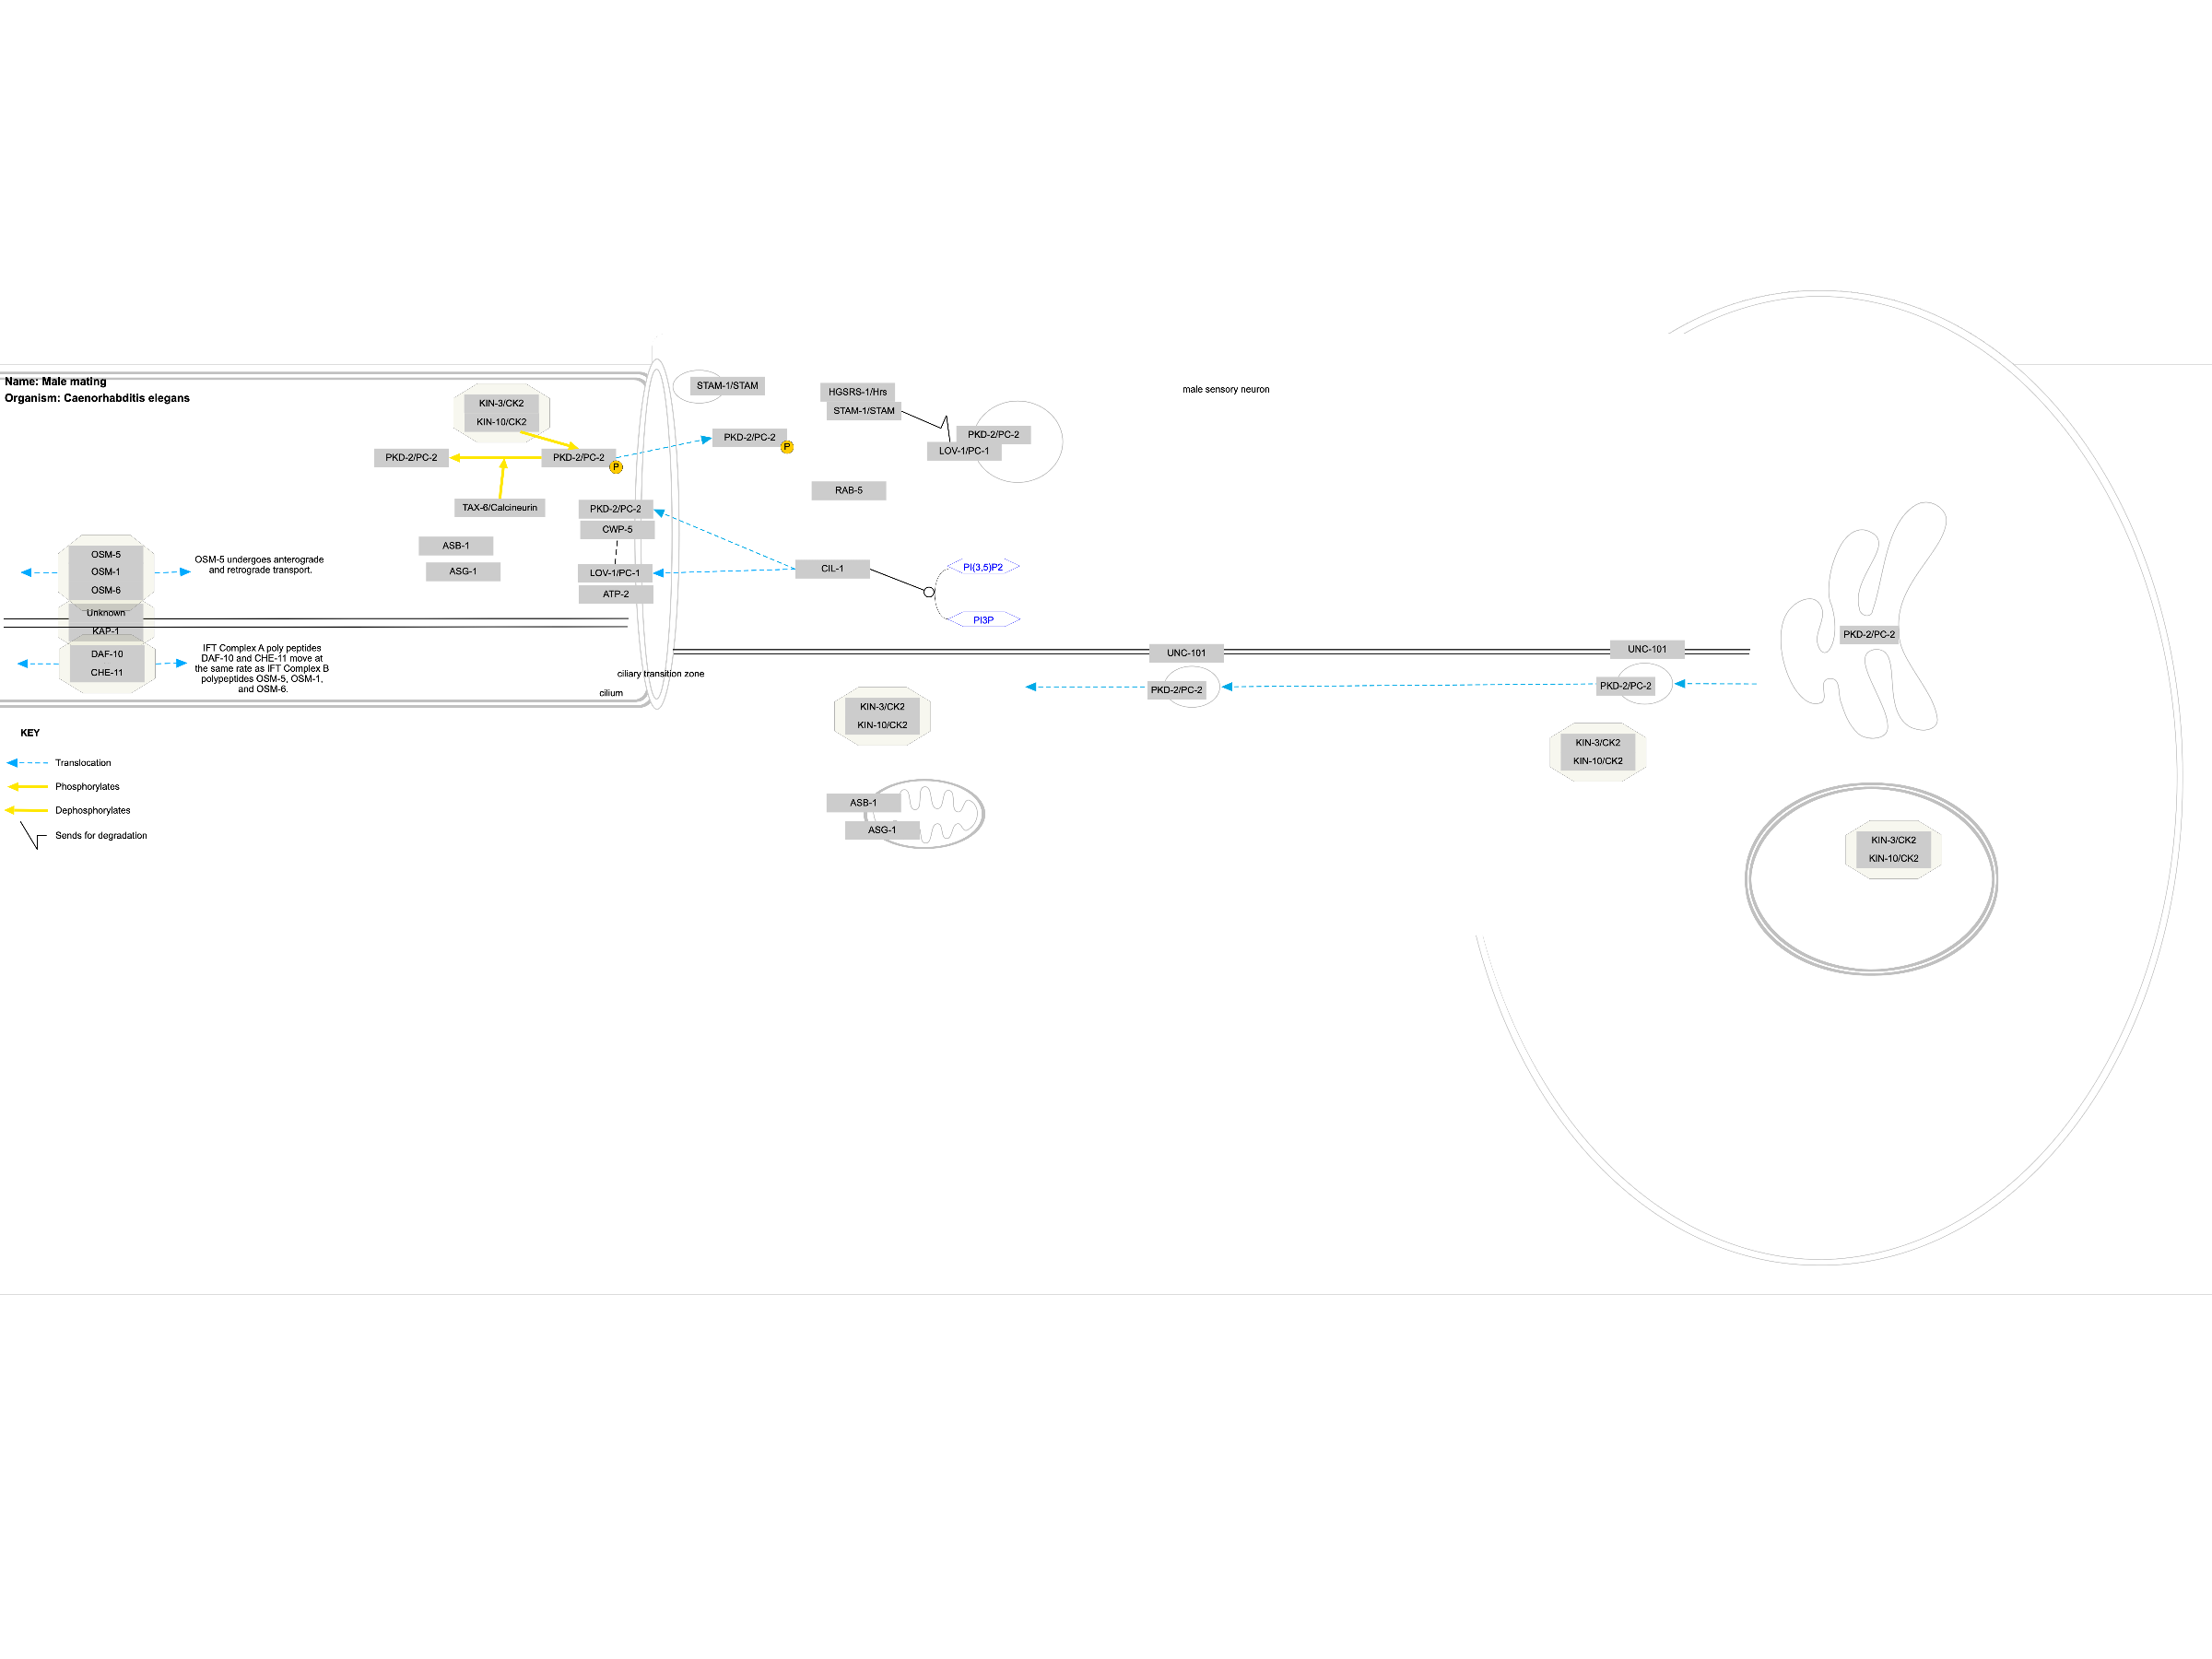 Name: Male mating
Organism: Caenorhabditis elegans
KIN-3/CK2
KIN-10/CK2
PKD-2/PC-2
PKD-2/PC-2
P
TAX-6/Calcineurin
ASB-1
ASG-1
OSM-5
OSM-1
OSM-6
OSM-5 undergoes anterograde
and retrograde transport.
Unknown
KAP-1
DAF-10
CHE-11
IFT Complex A poly peptides
DAF-10 and CHE-11 move at
the same rate as IFT Complex B
polypeptides OSM-5, OSM-1,
and OSM-6.
PKD-2/PC-2
CWP-5
LOV-1/PC-1
ATP-2
ciliary transition zone
cilium
STAM-1/STAM
PKD-2/PC-2
P
HGSRS-1/Hrs
STAM-1/STAM
PKD-2/PC-2
LOV-1/PC-1
RAB-5
CIL-1
PI(3,5)P2
PI3P
male sensory neuron
UNC-101
PKD-2/PC-2
UNC-101
PKD-2/PC-2
PKD-2/PC-2
KIN-3/CK2
KIN-10/CK2
KIN-3/CK2
KIN-10/CK2
ASB-1
ASG-1
KIN-3/CK2
KIN-10/CK2
KEY
Translocation
Phosphorylates
Dephosphorylates
Sends for degradation